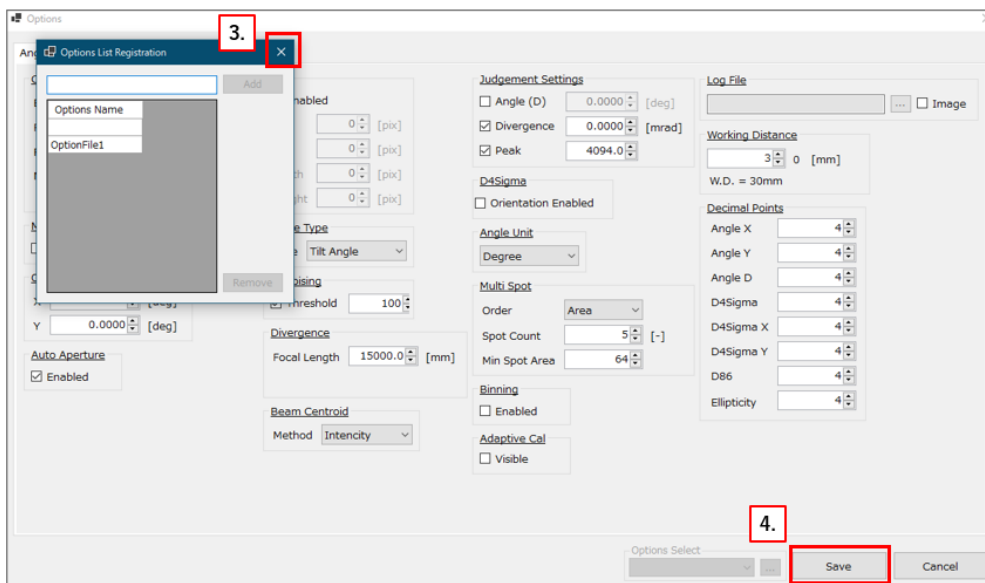 Options
3.
Options List Registration
Add
Options Name
OptionFile1
Remove
Enabled
0 [pix]
0 [pix]
0 [pix]
0 [pix]
Type
Tilt Angle
Threshold 100
X [deg]
Y 0.0000 [deg]
Auto Aperture
Enabled
Divergence
Focal Length 15000.0 [mm]
Beam Centroid
Method Intencity
Judgement Settings
Angle (D) 0.0000 [deg]
Divergence 0.0000 [mrad]
Peak 4094.0
D4Sigma
Orientation Enabled
Angle Unit
Degree
Multi Spot
Order Area
Spot Count 5 [-]
Min Spot Area 64
Binning
Enabled
Adaptive Cal
Visible
Log File
... Image
Working Distance
3 0 [mm]
W.D. = 30mm
Decimal Points
Angle X 4
Angle Y 4
Angle D 4
D4Sigma 4
D4Sigma X 4
D4Sigma Y 4
D86 4
Ellipticity 4
4.
Options Select
...
Save
Cancel